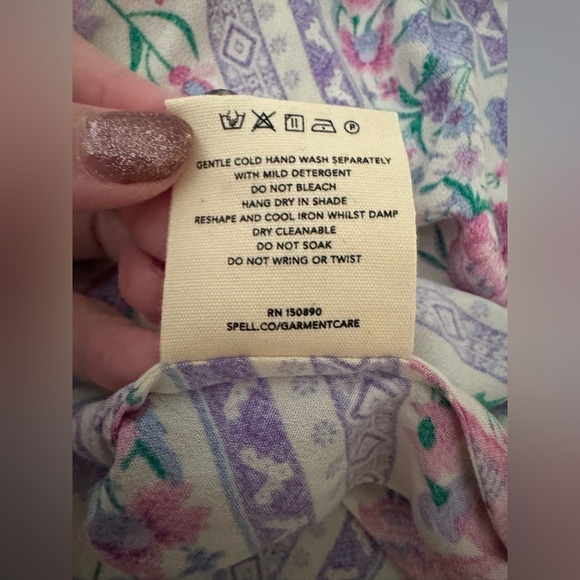 GENTLE COLD HAND WASH SEPARATELY
WITH MILD DETERGENT
DO NOT BLEACH
HANG DRY IN SHADE
RESHAPE AND COOL IRON WHILST DAMP
DRY CLEANABLE
DO NOT SOAK
DO NOT WRING OR TWIST
RN 150890
SPELL.CO/GARMENTCARE